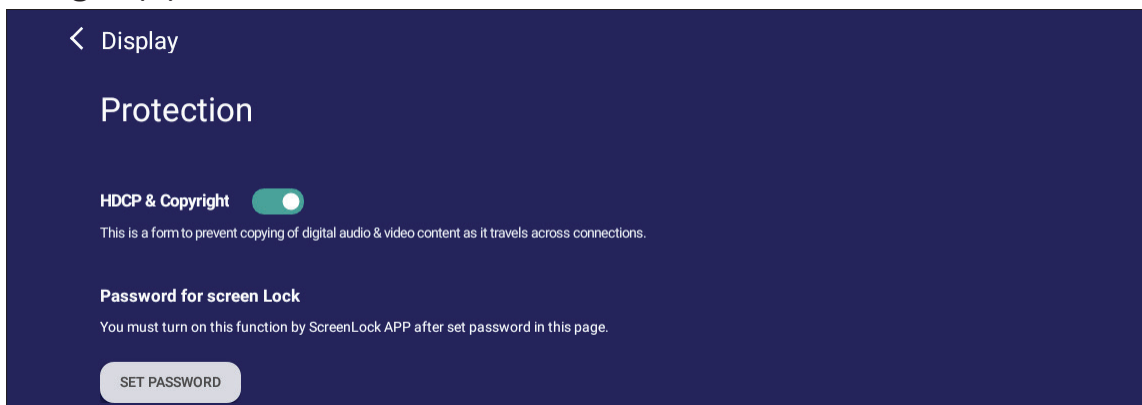 Display
Protection
HDCP & Copyright
This is a form to prevent copying of digital audio & video content as it travels across connections.
Password for screen Lock
You must turn on this function by ScreenLock APP after set password in this page.
SET PASSWORD